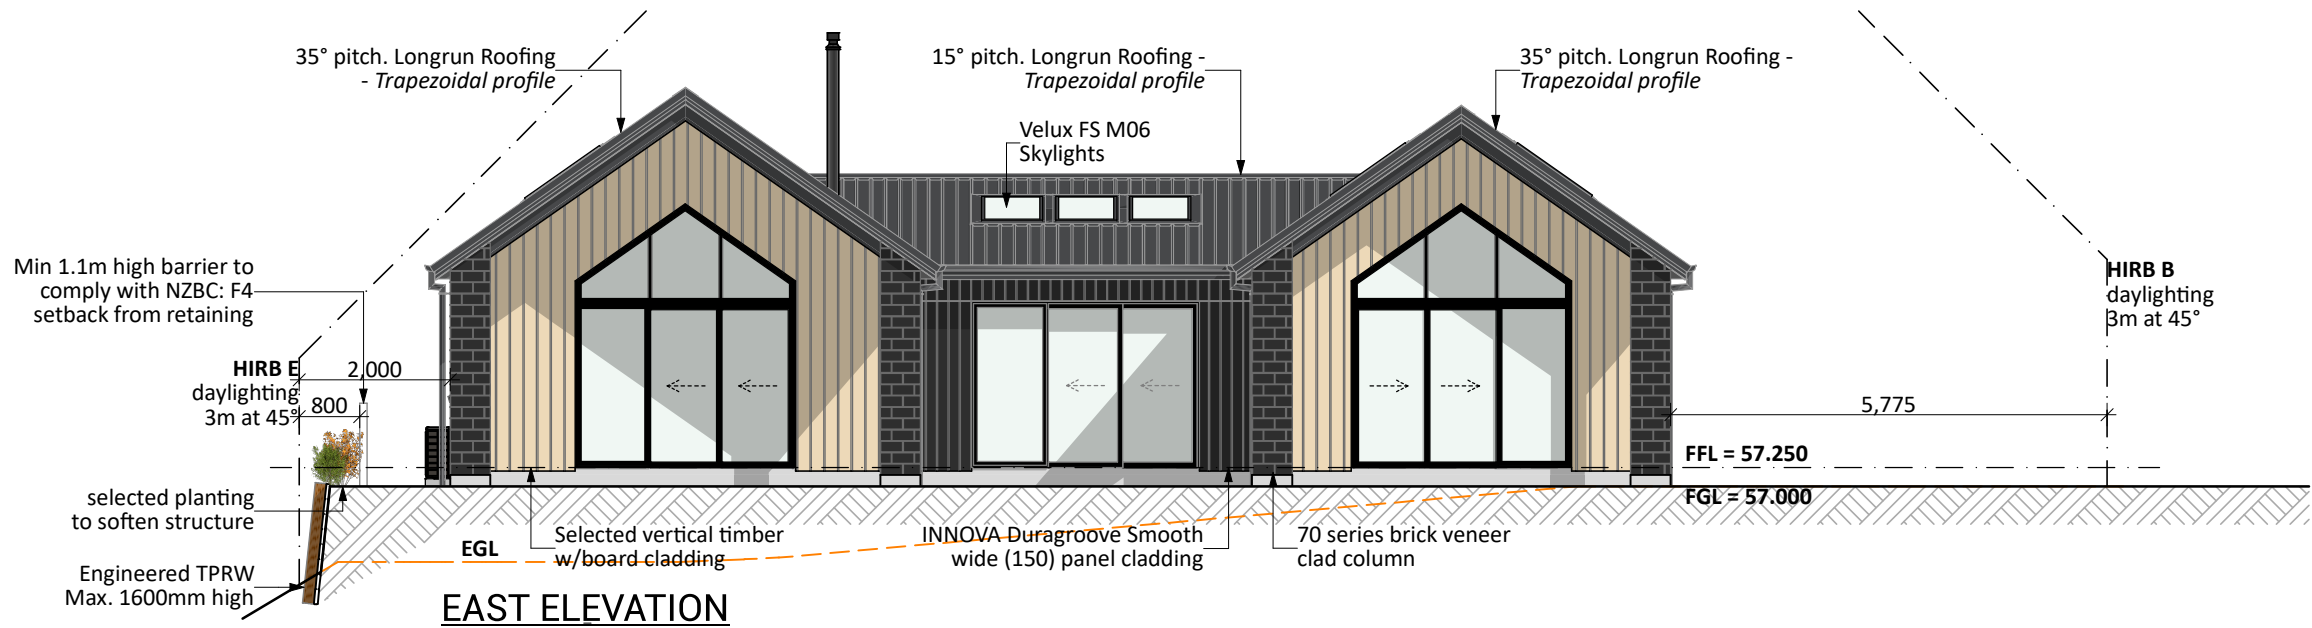 35° pitch. Longrun Roofing
- Trapezoidal profile
15° pitch. Longrun Roofing -
Trapezoidal profile
35° pitch. Longrun Roofing -
Trapezoidal profile
Velux FS M06
Skylights
Min 1.1m high barrier to
comply with NZBC: F4
setback from retaining
HIRB B
daylighting
3m at 45°
HIRB E
daylighting
3m at 45°
2,000
800
5,775
FFL = 57.250
FGL = 57.000
selected planting
to soften structure
EGL
Selected vertical timber
w/board cladding
INNOVA Duragroove Smooth
wide (150) panel cladding
70 series brick veneer
clad column
Engineered TPRW
Max. 1600mm high
EAST ELEVATION